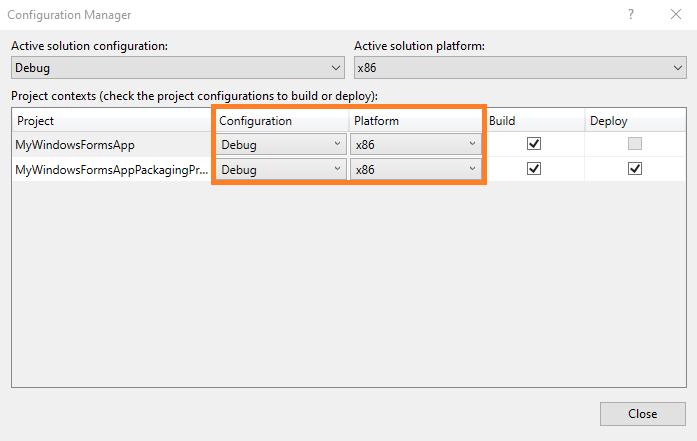 Configuration Manager
?
Active solution configuration: Active solution platform:
Debug x86
Project contexts (check the project configurations to build or deploy):
Project Configuration Platform Build Deploy
MyWindowsFormsApp Debug x86
MyWindowsFormsAppPackagingPr... Debug x86
Close